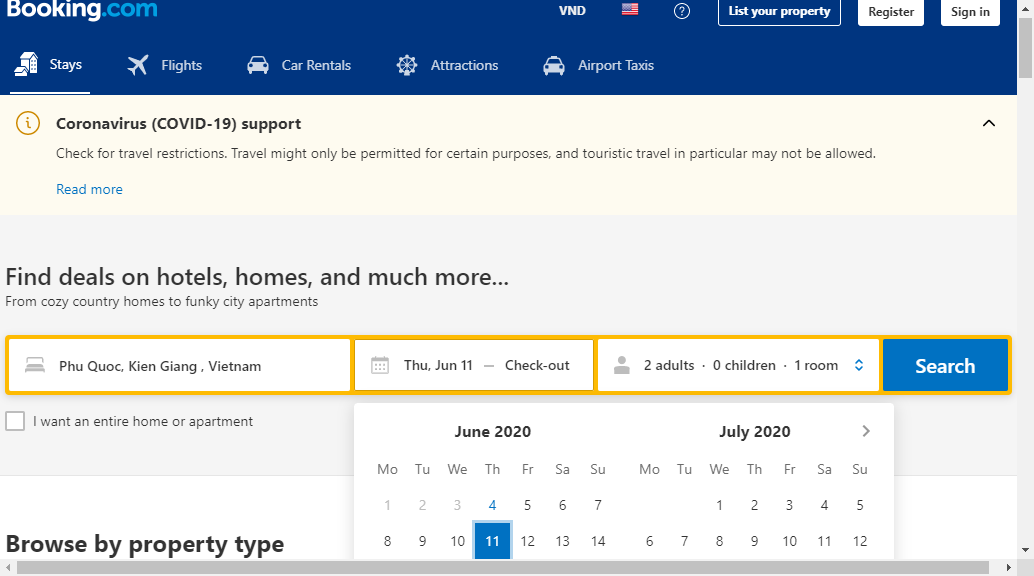 Booking.com VND List your property Register Sign in
Stays Flights Car Rentals Attractions Airport Taxis
Coronavirus (COVID-19) support
Check for travel restrictions. Travel might only be permitted for certain purposes, and touristic travel in particular may not be allowed.
Read more
Find deals on hotels, homes, and much more...
From cozy country homes to funky city apartments
Phu Quoc, Kien Giang , Vietnam Thu, Jun 11 — Check-out 2 adults · 0 children · 1 room Search
I want an entire home or apartment
June 2020 July 2020
Mo Tu We Th Fr Sa Su Mo Tu We Th Fr Sa Su
1 2 3 4 5 6 7 1 2 3 4 5
8 9 10 11 12 13 14 6 7 8 9 10 11 12
Browse by property type